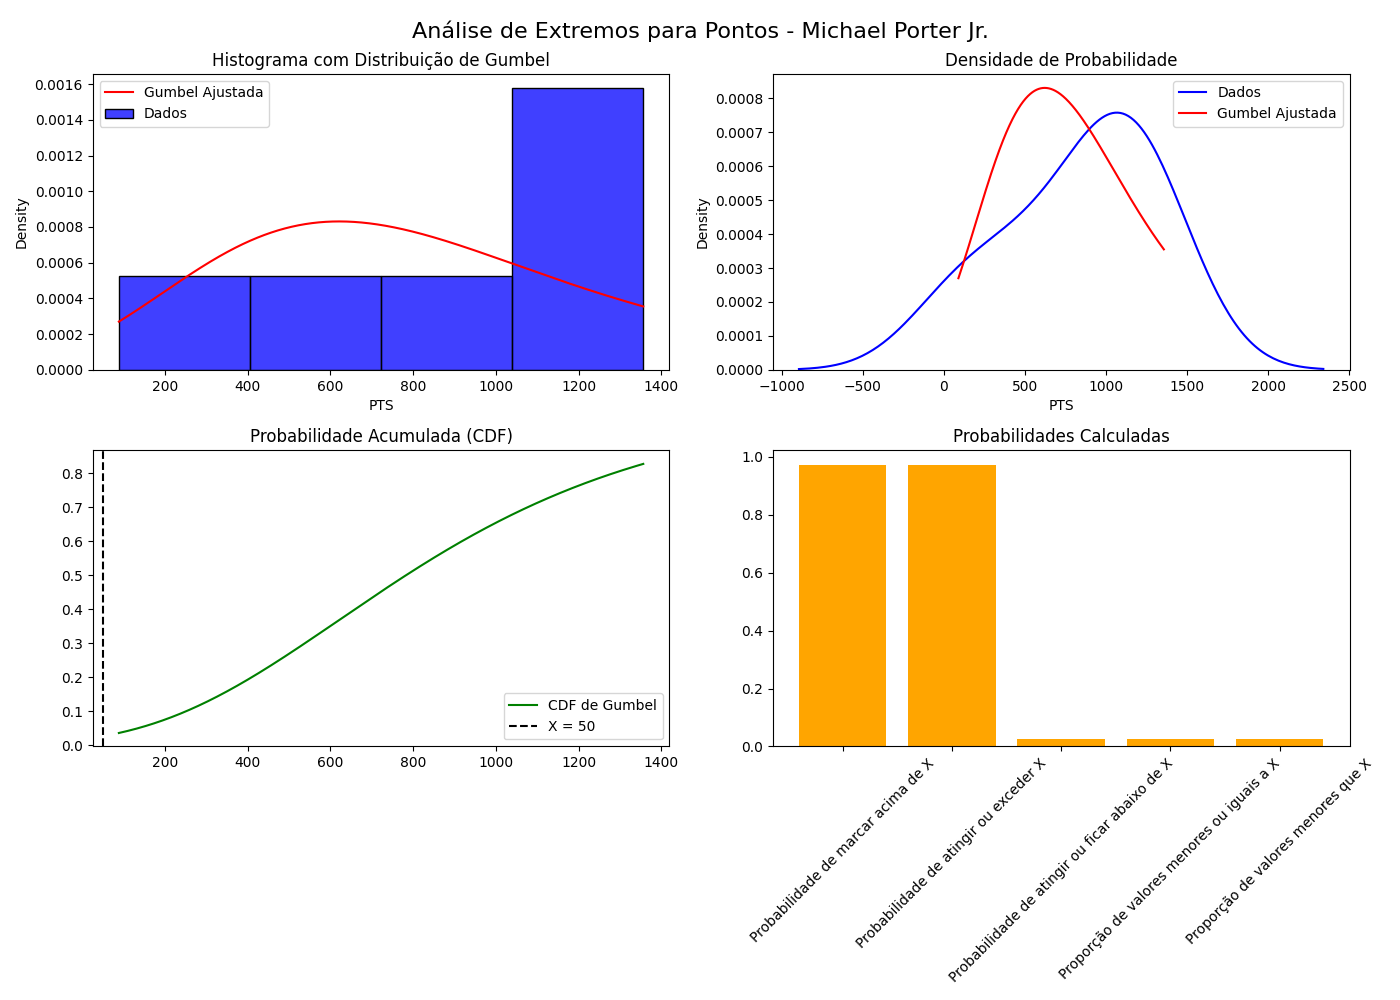 Análise de Extremos para Pontos - Michael Porter Jr.
Histograma com Distribuição de Gumbel
Density
0.0016
0.0014
0.0012
0.0010
0.0008
0.0006
0.0004
0.0002
0.0000
Gumbel Ajustada
Dados
200 400 600 800 1000 1200 1400
PTS
Densidade de Probabilidade
Density
0.0008
0.0007
0.0006
0.0005
0.0004
0.0003
0.0002
0.0001
0.0000
Dados
Gumbel Ajustada
−1000 −500 0 500 1000 1500 2000 2500
PTS
Probabilidade Acumulada (CDF)
0.8
0.7
0.6
0.5
0.4
0.3
0.2
0.1
0.0
CDF de Gumbel
X = 50
200 400 600 800 1000 1200 1400
Probabilidades Calculadas
1.0
0.8
0.6
0.4
0.2
0.0
Probabilidade de marcar acima de X
Probabilidade de atingir ou exceder X
Probabilidade de atingir ou ficar abaixo de X
Proporção de valores menores ou iguais a X
Proporção de valores menores que X